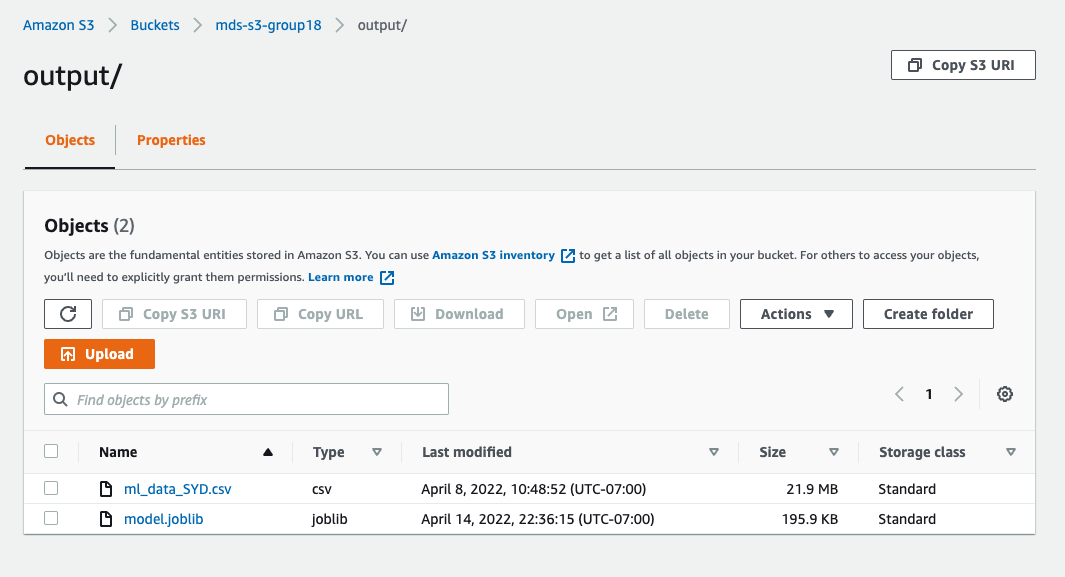 Amazon S3 > Buckets > mds-s3-group18 > output/
output/
Copy S3 URI
Objects
Properties
Objects (2)
Objects are the fundamental entities stored in Amazon S3. You can use Amazon S3 inventory to get a list of all objects in your bucket. For others to access your objects,
you'll need to explicitly grant them permissions. Learn more
Copy S3 URI Copy URL Download Open Delete Actions Create folder
Upload
Find objects by prefix
1
Name Type Last modified Size Storage class
ml_data_SYD.csv csv April 8, 2022, 10:48:52 (UTC-07:00) 21.9 MB Standard
model.joblib joblib April 14, 2022, 22:36:15 (UTC-07:00) 195.9 KB Standard